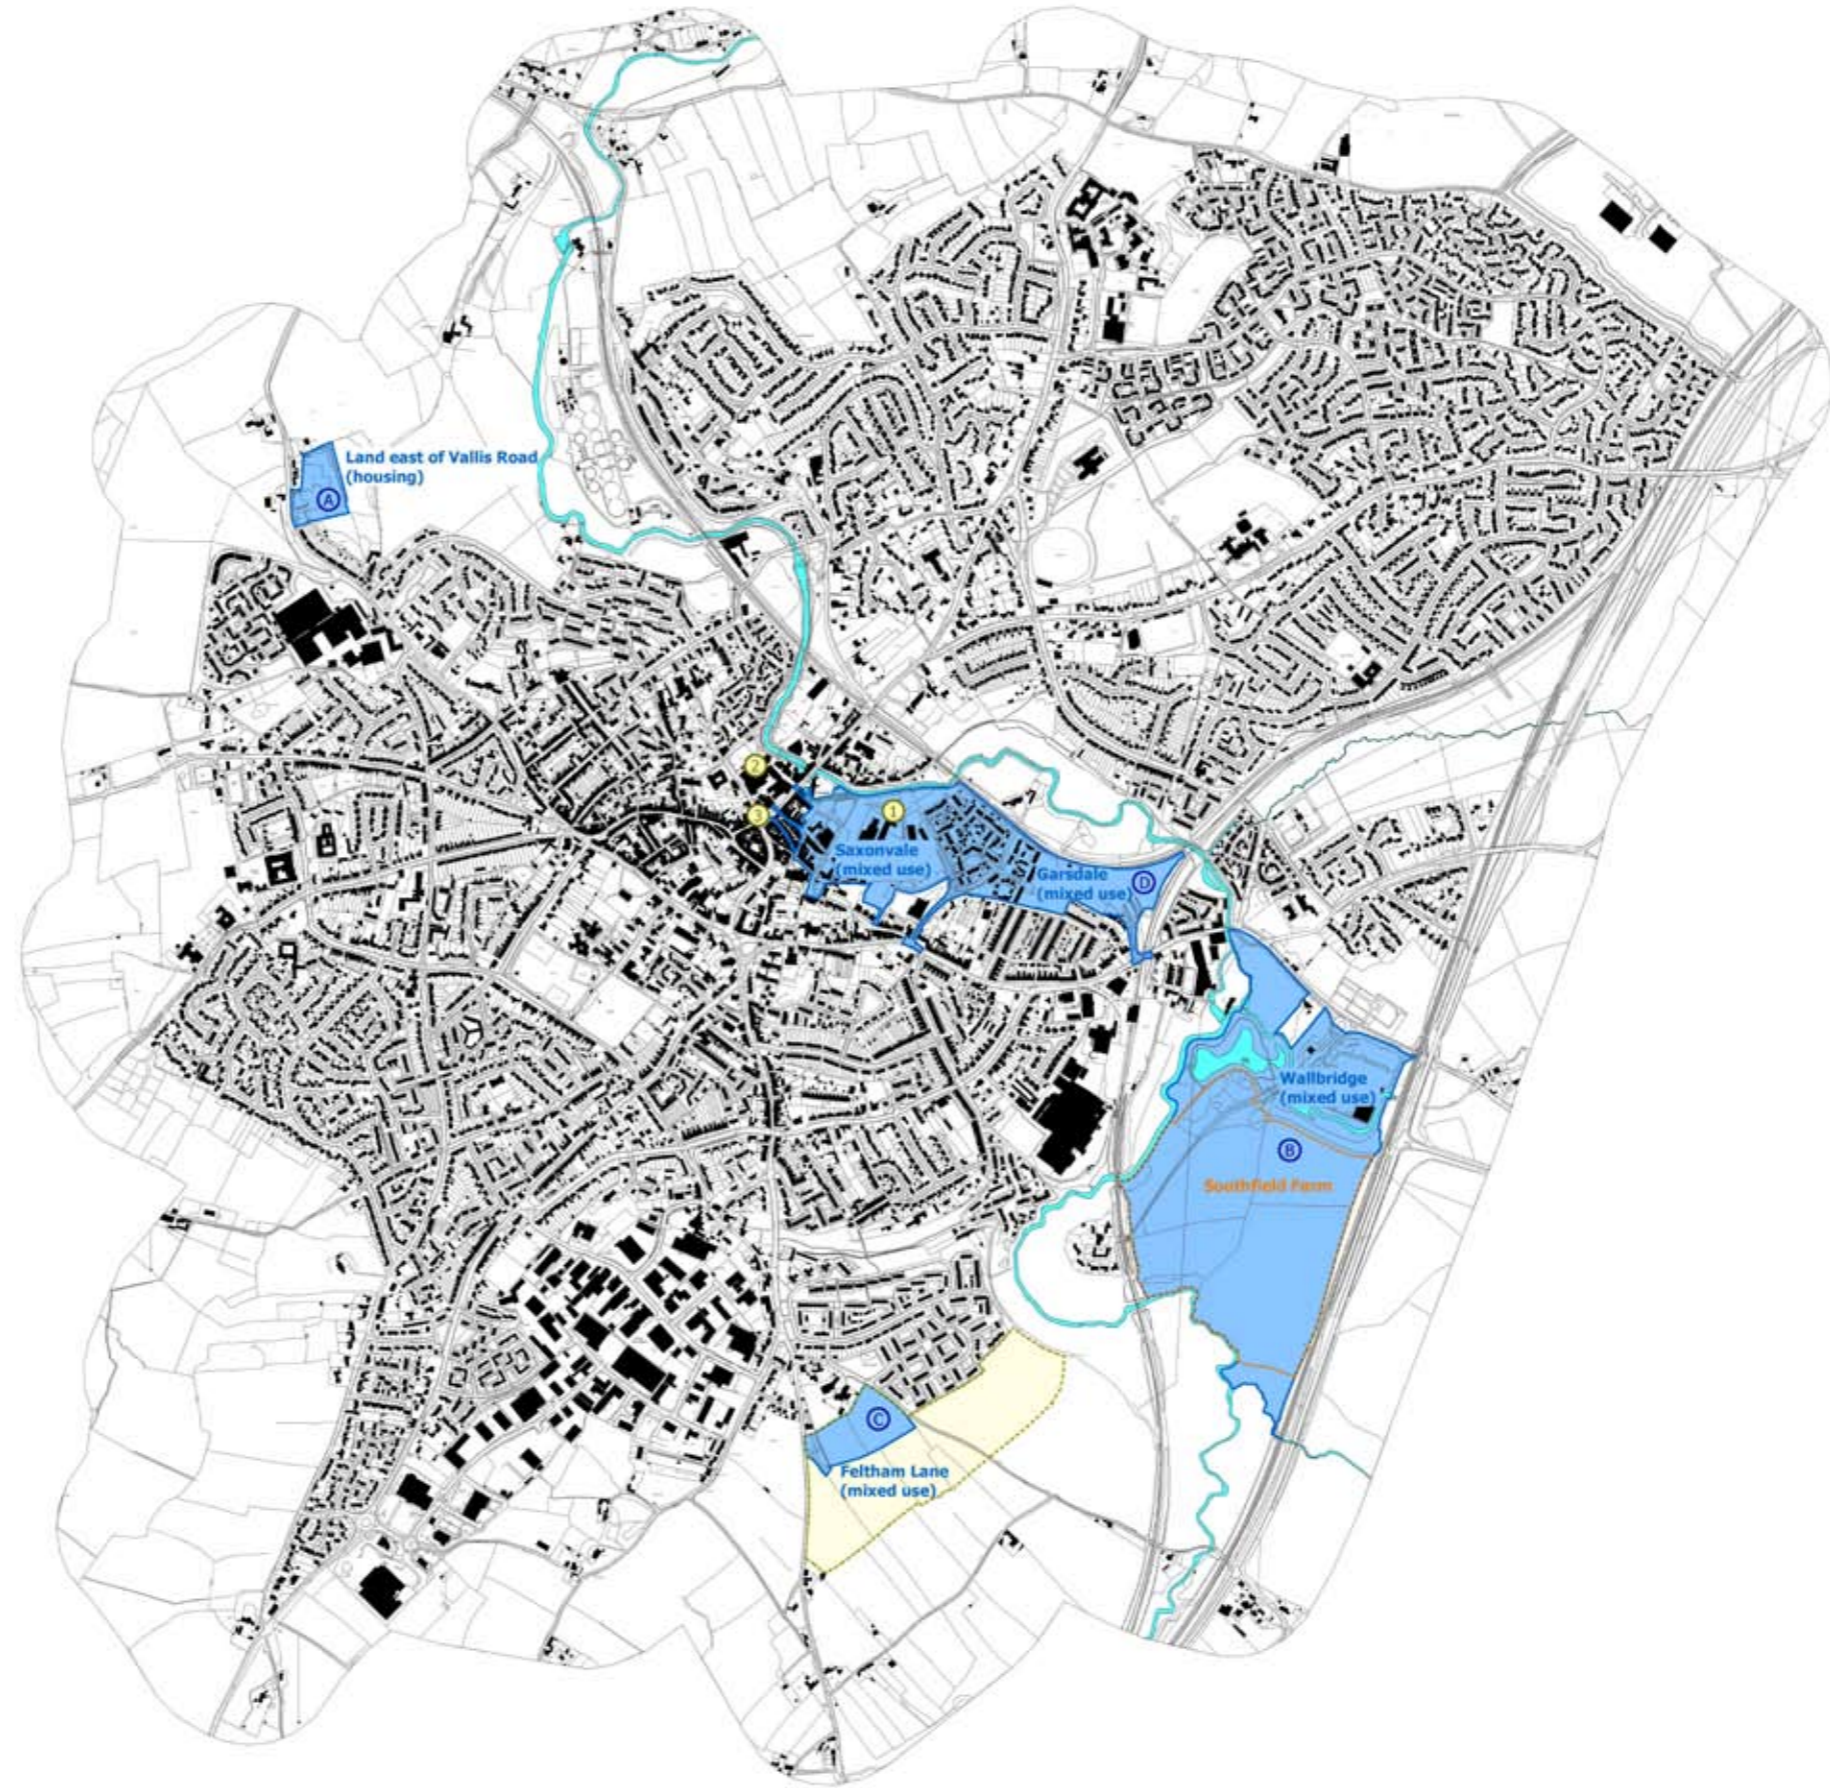 Land east of Vallis Road
(housing)
A
2
3
1
Saxonvale
(mixed use)
Garsdale
(mixed use)
D
Wallbridge
(mixed use)
B
Southfield Farm
C
Feltham Lane
(mixed use)